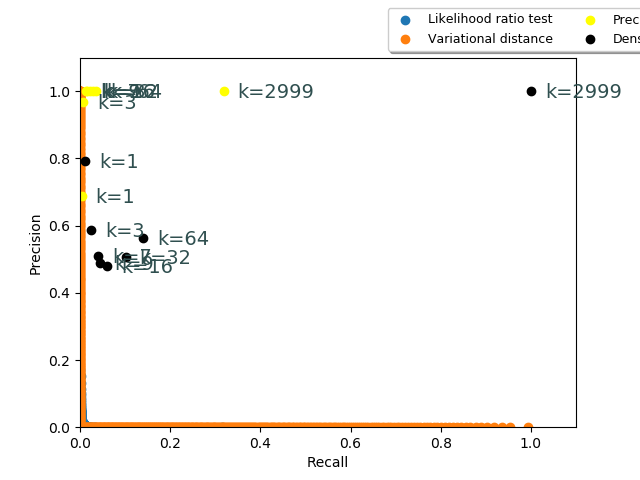 Likelihood ratio test
Variational distance
Prec
Dens
k=3
k=2999
k=2999
k=1
k=1
k=3
k=64
k=32
k=16
Precision
Recall
0.0
0.2
0.4
0.6
0.8
1.0
0.0
0.2
0.4
0.6
0.8
1.0